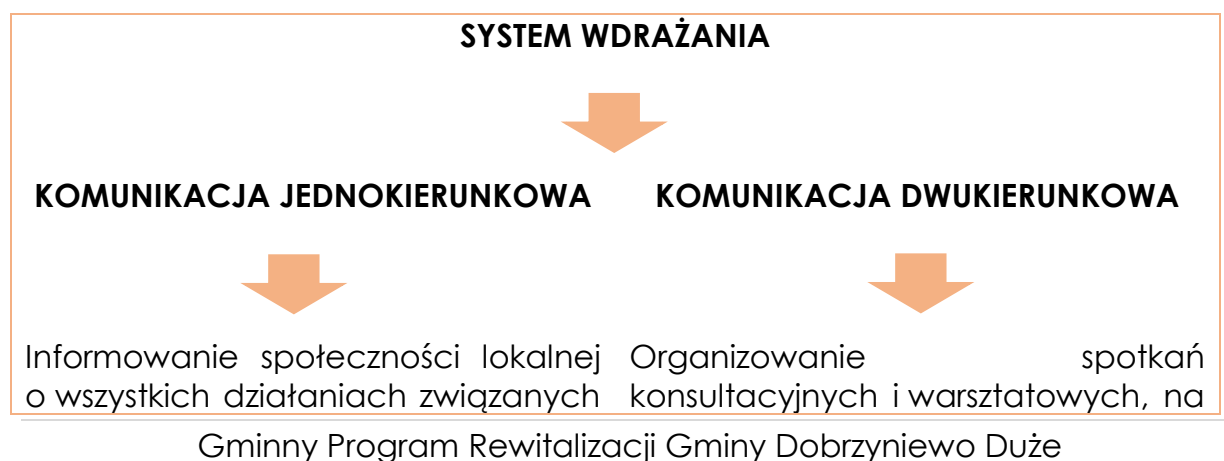 SYSTEM WDRAŻANIA
KOMUNIKACJA JEDNOKIERUNKOWA
KOMUNIKACJA DWUKIERUNKOWA
Informowanie społeczności lokalnej
o wszystkich działaniach związanych
Organizowanie spotkań
konsultacyjnych i warsztatowych, na
Gminny Program Rewitalizacji Gminy Dobrzyniewo Duże